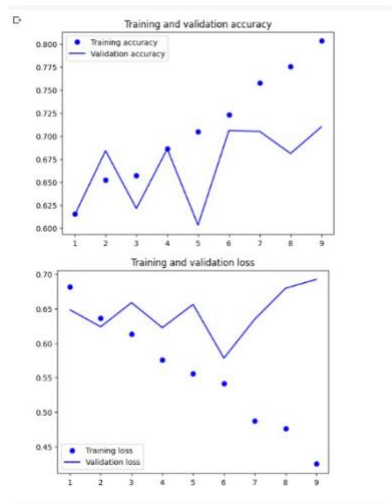 Training and validation accuracy
0.800
0.775
0.750
0.725
0.700
0.675
0.650
0.625
0.600
Training accuracy
Validation accuracy
1 2 3 4 5 6 7 8 9
Training and validation loss
0.70
0.65
0.60
0.55
0.50
0.45
Training loss
Validation loss
1 2 3 4 5 6 7 8 9